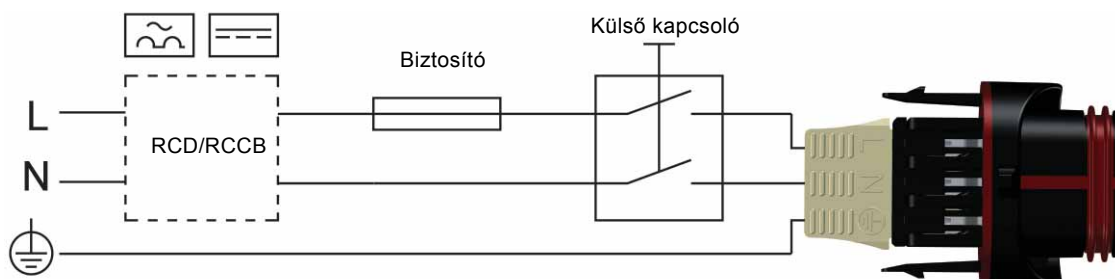 Külső kapcsoló
Biztosító
L
RCD/RCCB
N
L
N